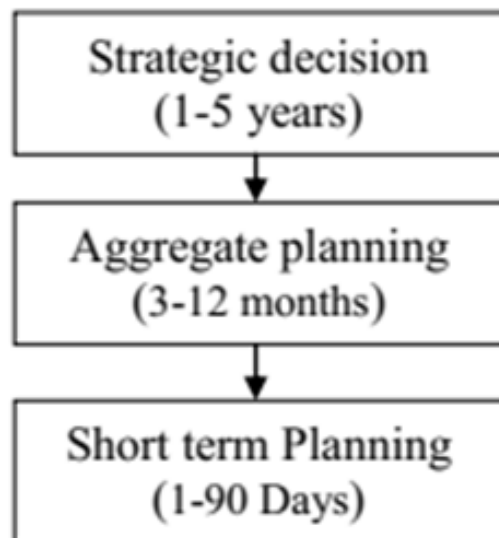 Strategic decision
(1-5 years)
Aggregate planning
(3-12 months)
Short term Planning
(1-90 Days)